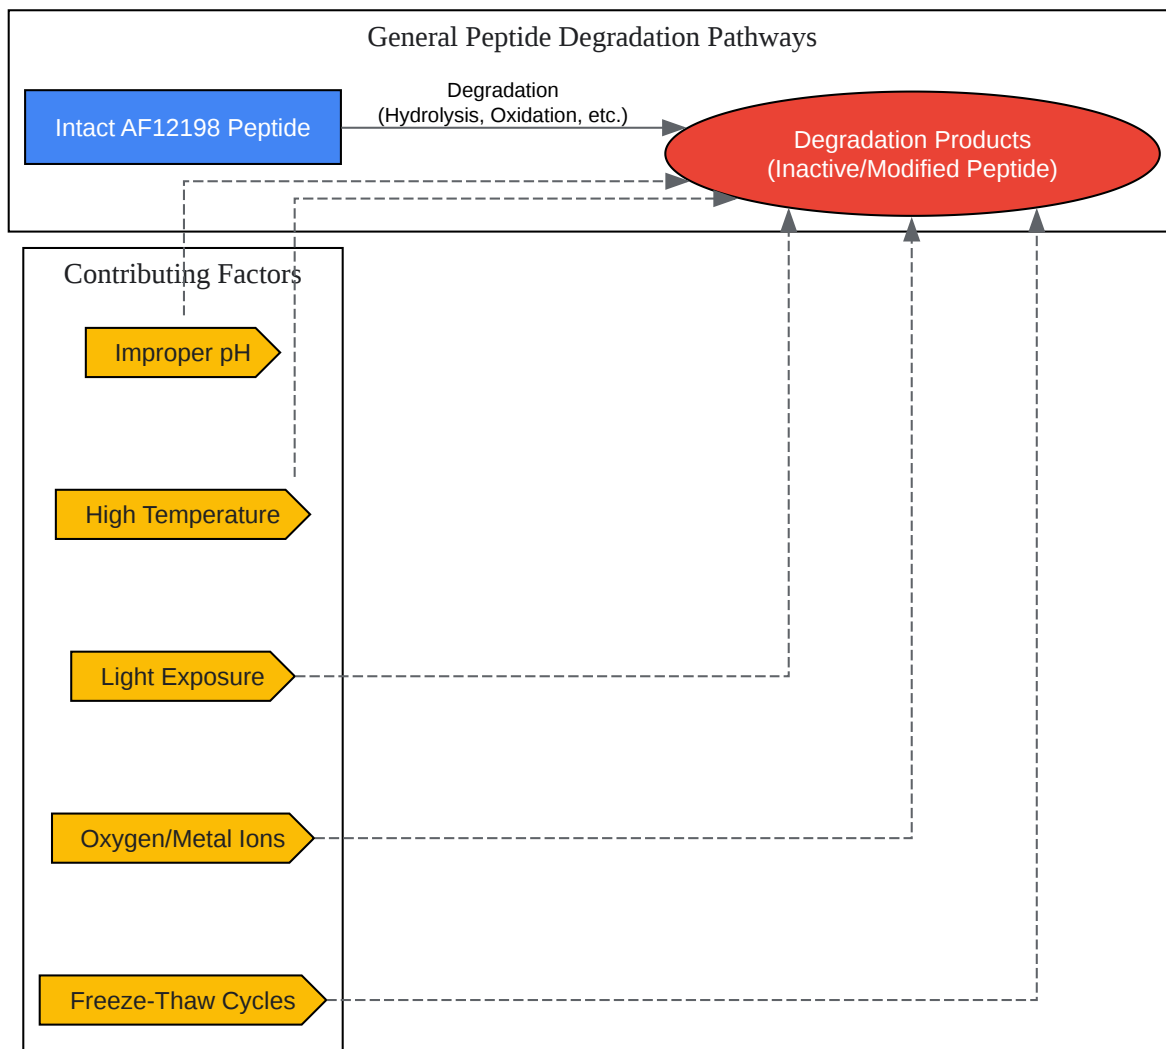 General Peptide Degradation Pathways
Intact AF12198 Peptide
Degradation
(Hydrolysis, Oxidation, etc.)
Degradation Products
(Inactive/Modified Peptide)
Contributing Factors
Improper pH
High Temperature
Light Exposure
Oxygen/Metal Ions
Freeze-Thaw Cycles